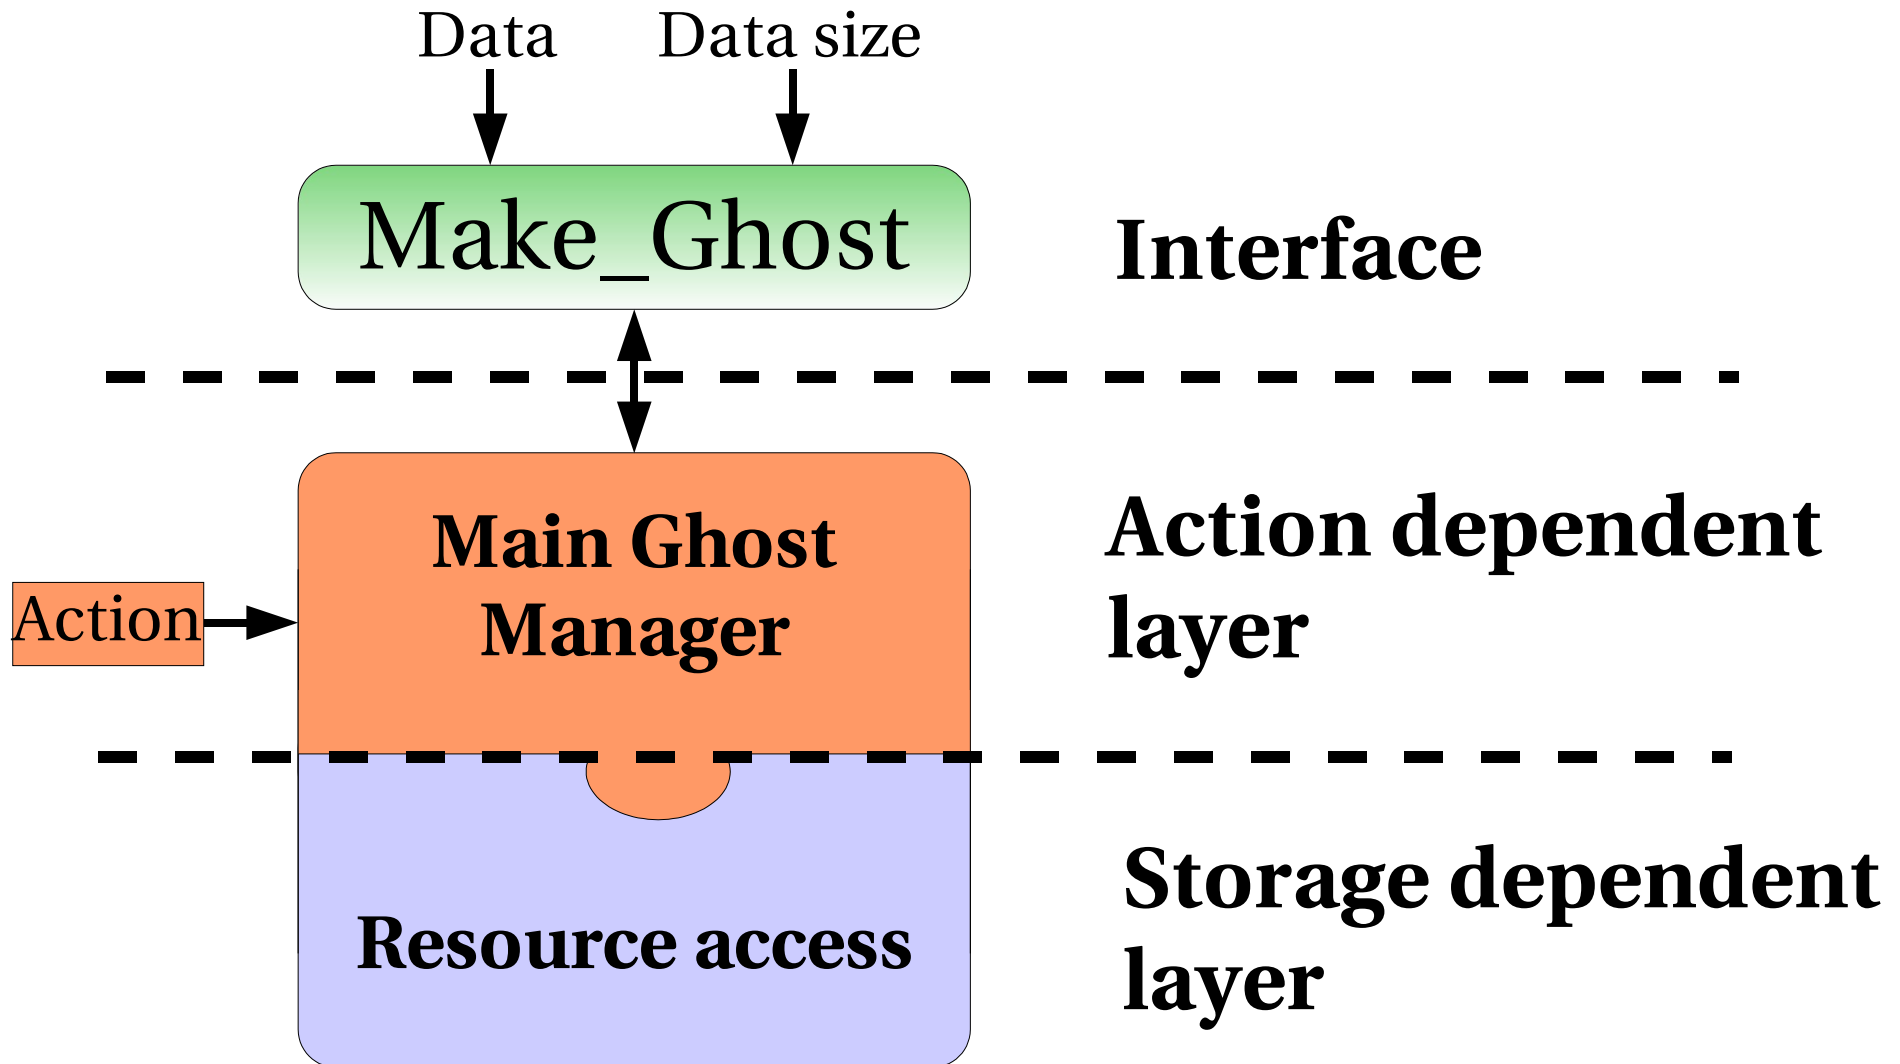 Data Data size
Make_Ghost
Interface
Main Ghost
Manager
Action
Action dependent
layer
Resource access
Storage dependent
layer